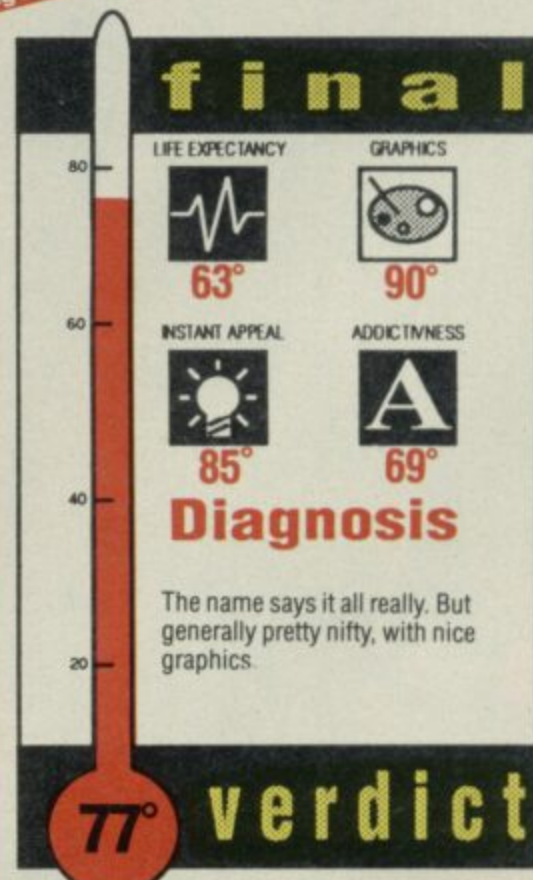 final
LIFE EXPECTANCY
GRAPHICS
80
63°
90°
60
INSTANT APPEAL
ADDICTIVNESS
A
85°
69°
40
Diagnosis
The name says it all really. But
generally pretty nifty, with nice
graphics.
20
77°
verdict